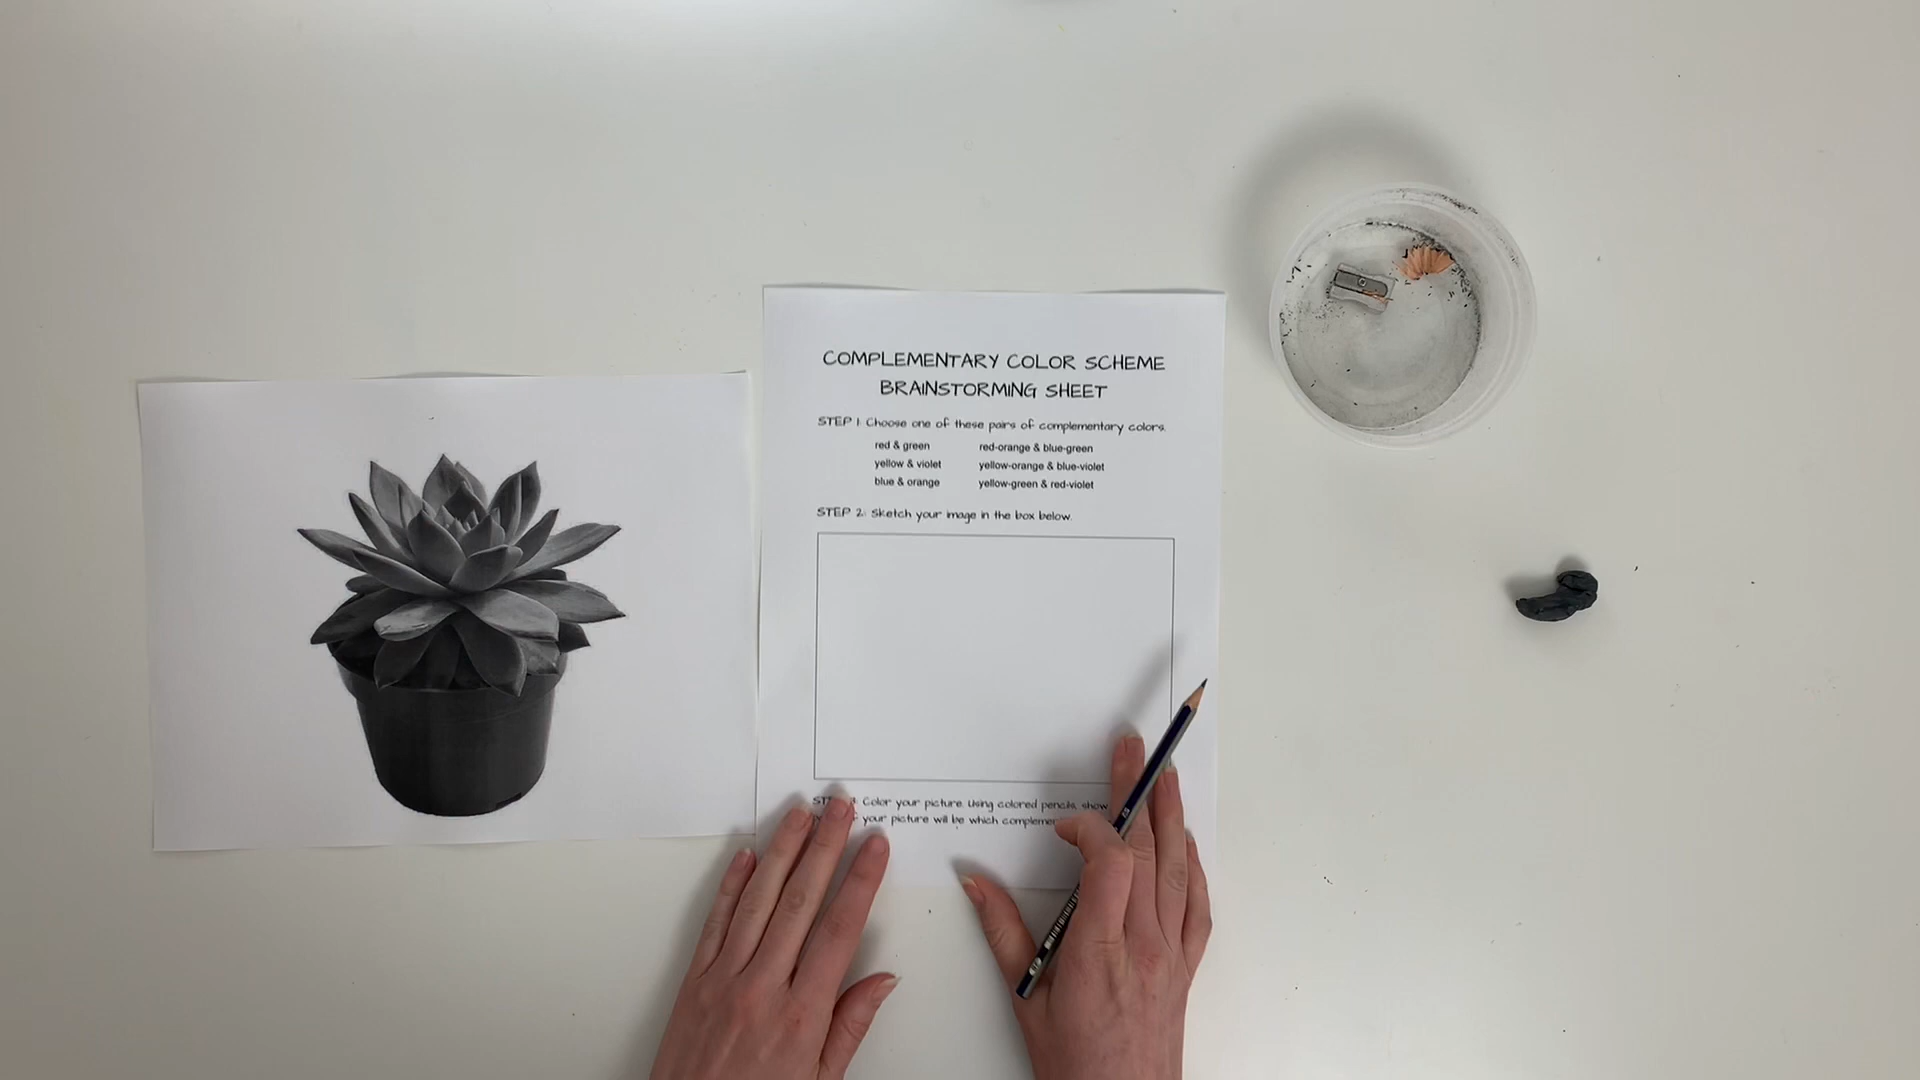 COMPLEMENTARY COLOR SCHEME
BRAINSTORMING SHEET
STEP 1: Choose one of these pairs of complementary colors.
red & green red-orange & blue-green
yellow & violet yellow-orange & blue-violet
blue & orange yellow-green & red-violet
STEP 2: Sketch your image in the box below.
Color your picture. Using colored pencils, show
your picture will be which